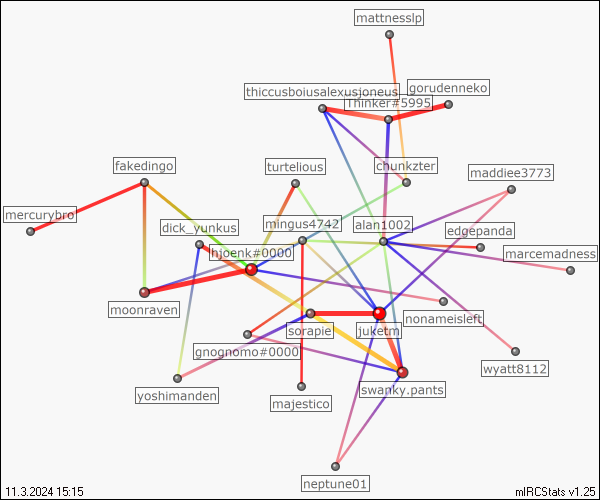 mattnesslp
thiccusboiusalexusjoneus
gorudenneko
Thinker#5995
fakedingo
turtelious
chunkzter
maddiee3773
mercurybro
dick_yunkus
mingus4742
alan1002
edgepanda
hjoenk#0000
marcemadness
moonraven
sorapie
juketm
nonameisleft
gnognomo#0000
wyatt8112
yoshimanden
majestico
swanky.pants
neptune01
11.3.2024 15:15
mIRCStats v1.25